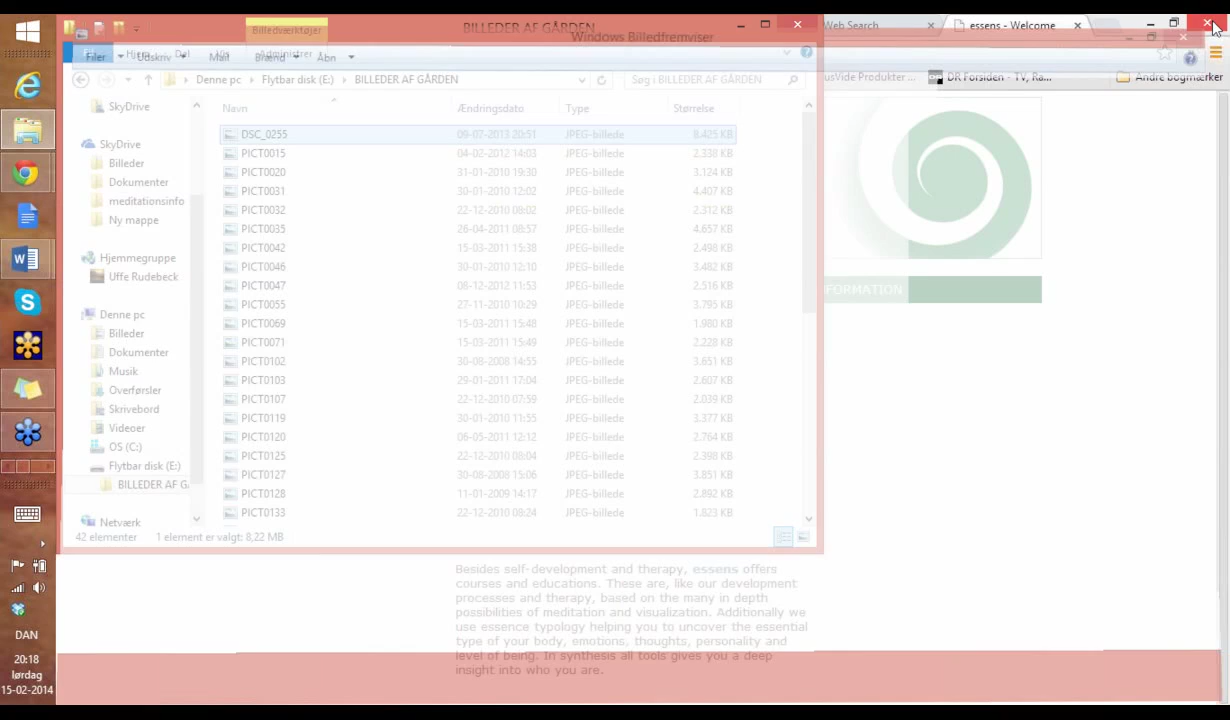 Billedværktøjer
BILLEDER AF GÅRDEN
Windows Billedfremviser
Web Search
essens - Welcome
Filer
Hjem
Udskriv
Del
Mail
Vis
Administrer
Brænd
Åbn
Denne pc
Flytbar disk (E:)
BILLEDER AF GÅRDEN
Søg i BILLEDER AF GÅRDEN
usVide Produkter ...
DR Forsiden - TV, Ra...
Andre bogmærker
SkyDrive
Navn
Ændringsdato
Type
Størrelse
DSC_0255 09-07-2013 20:51 JPEG-billede 8.425 KB
PICT0015 04-02-2012 14:03 JPEG-billede 2.338 KB
PICT0020 31-01-2010 19:30 JPEG-billede 3.124 KB
PICT0031 30-01-2010 12:02 JPEG-billede 4.407 KB
PICT0032 22-12-2010 08:02 JPEG-billede 2.312 KB
PICT0035 26-04-2011 08:57 JPEG-billede 4.657 KB
PICT0042 15-03-2011 15:38 JPEG-billede 2.498 KB
PICT0046 30-01-2010 12:10 JPEG-billede 3.482 KB
PICT0047 08-12-2012 11:53 JPEG-billede 2.516 KB
PICT0055 27-11-2010 10:29 JPEG-billede 3.795 KB
PICT0069 15-03-2011 15:48 JPEG-billede 1.980 KB
PICT0071 15-03-2011 15:49 JPEG-billede 2.228 KB
PICT0102 30-08-2008 14:55 JPEG-billede 3.651 KB
PICT0103 29-01-2011 17:04 JPEG-billede 2.607 KB
PICT0107 22-12-2010 07:59 JPEG-billede 2.039 KB
PICT0119 30-01-2010 11:55 JPEG-billede 3.377 KB
PICT0120 06-05-2011 12:12 JPEG-billede 2.764 KB
PICT0125 22-12-2010 08:04 JPEG-billede 2.398 KB
PICT0127 30-08-2008 15:06 JPEG-billede 3.851 KB
PICT0128 11-01-2009 14:17 JPEG-billede 2.892 KB
PICT0133 22-12-2010 08:24 JPEG-billede 1.823 KB
SkyDrive
Billeder
Dokumenter
meditationsinfo
Ny mappe
Hjemmegruppe
Uffe Rudebeck
Denne pc
Billeder
Dokumenter
Musik
Overførsler
Skrivebord
Videoer
OS (C:)
Flytbar disk (E:)
BILLEDER AF G
Netværk
42 elementer 1 element er valgt: 8,22 MB
FORMATION
Besides self-development and therapy, essens offers
courses and educations. These are, like our development
processes and therapy, based on the many in depth
possibilities of meditation and visualization. Additionally we
use essence typology helping you to uncover the essential
type of your body, emotions, thoughts, personality and
level of being. In synthesis all tools gives you a deep
insight into who you are.
DAN
20:18
lørdag
15-02-2014